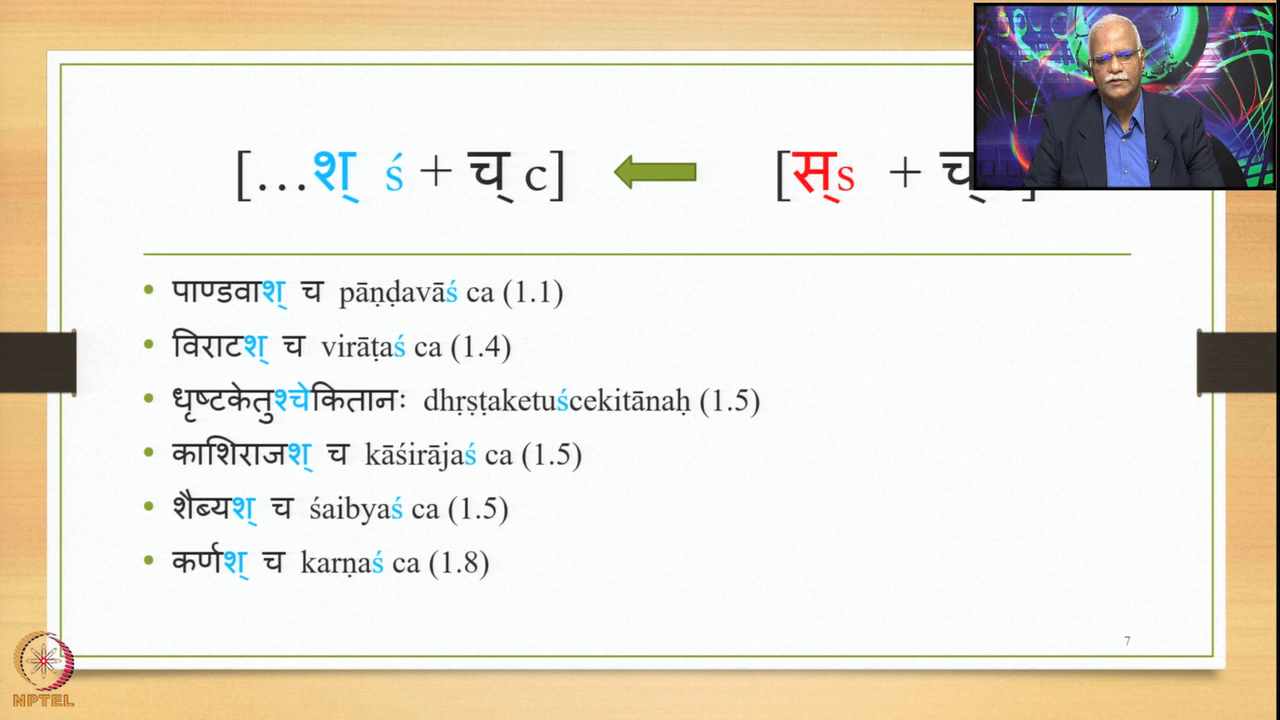 […श् ś + च् c] [स्s + च्
पाण्डवाश् च pāṇḍavāś ca (1.1)
विराटश् च virāṭaś ca (1.4)
धृष्टकेतुश्चेकितानः dhṛṣṭaketuścekitānaḥ (1.5)
काशिराजश् च kāśirājaś ca (1.5)
शैब्यश् च śaibyaś ca (1.5)
कर्णश् च karṇaś ca (1.8)
7
NPTEL